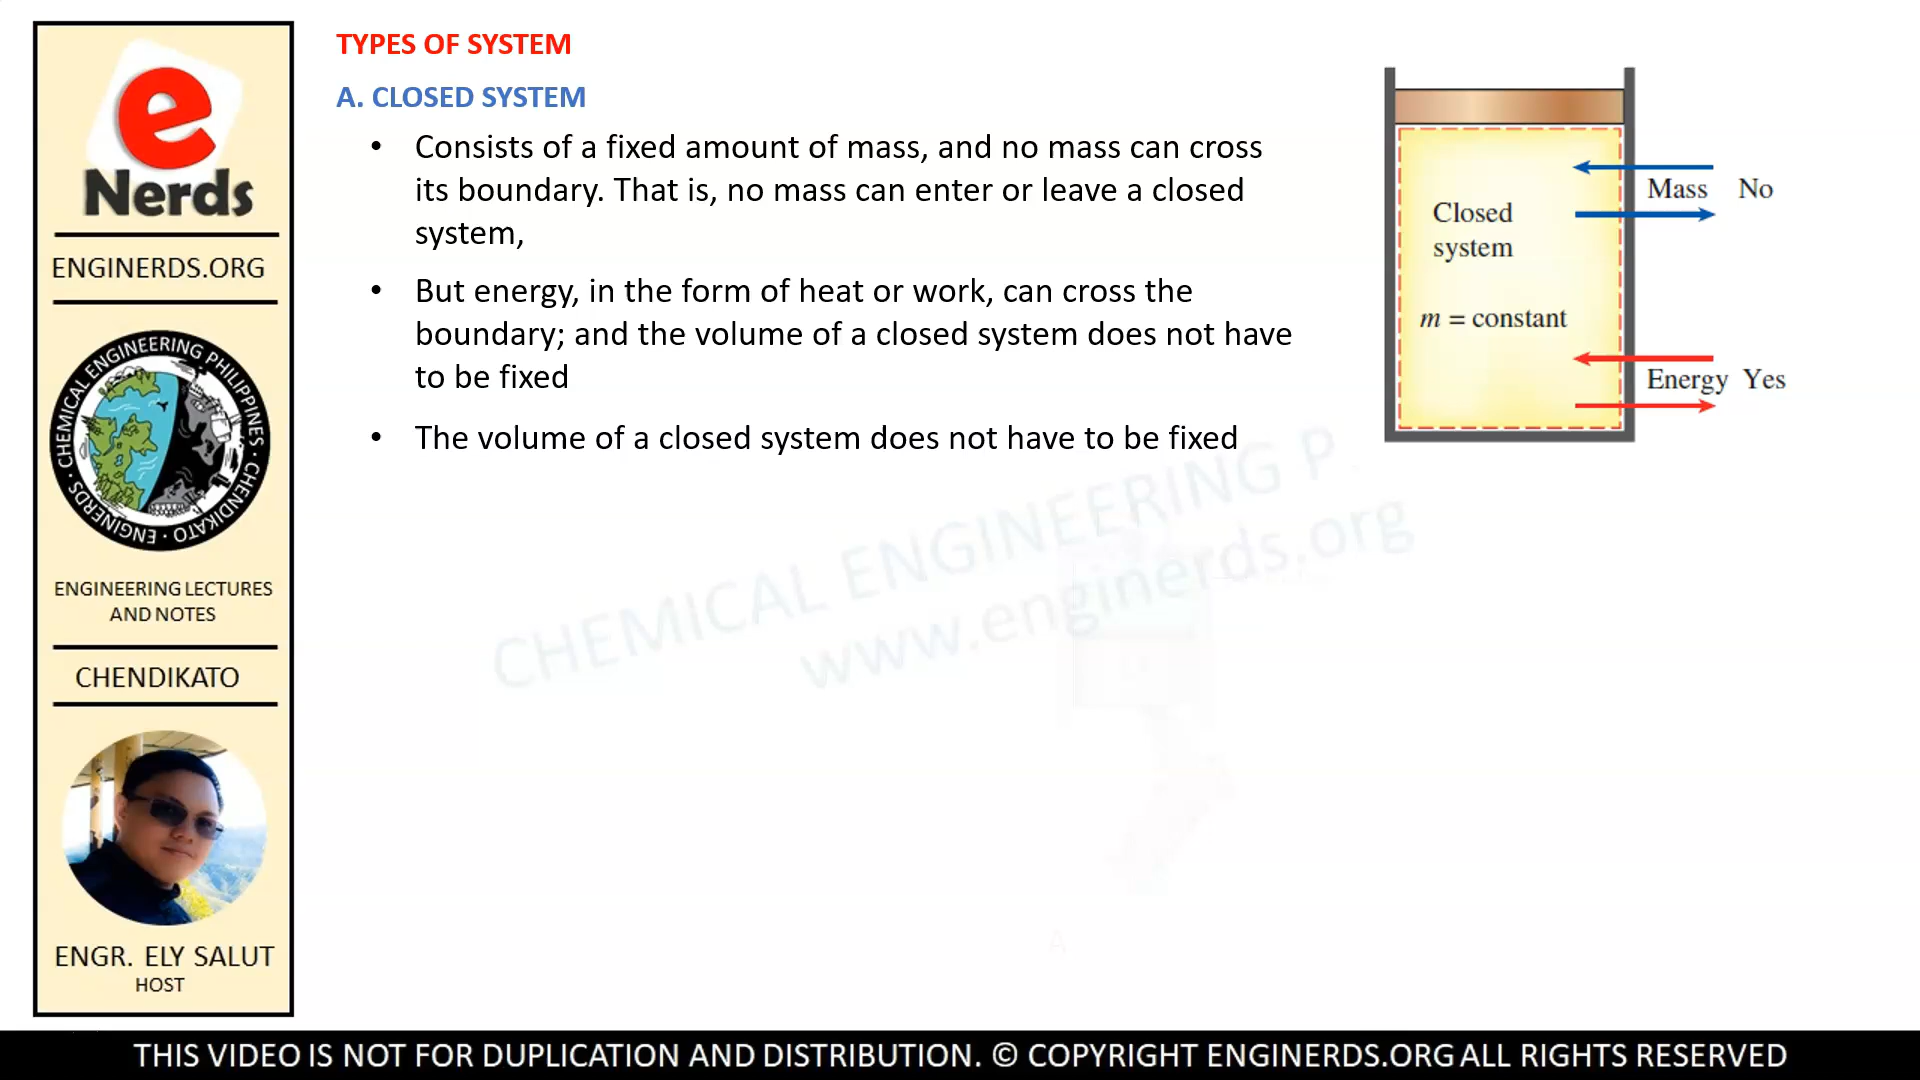 e
Nerds
ENGINERDS.ORG
CHEMICAL ENGINEERING PHILIPPINES · CHENDIKATO · ENGINERDS ·
ENGINEERING LECTURES
AND NOTES
CHENDIKATO
ENGR. ELY SALUT
HOST
TYPES OF SYSTEM
A. CLOSED SYSTEM
• Consists of a fixed amount of mass, and no mass can cross
its boundary. That is, no mass can enter or leave a closed
system,
• But energy, in the form of heat or work, can cross the
boundary; and the volume of a closed system does not have
to be fixed
• The volume of a closed system does not have to be fixed
Closed
system
m = constant
Mass No
Energy Yes
CHEMICAL ENGINEERING P
www.enginerds.org
A
THIS VIDEO IS NOT FOR DUPLICATION AND DISTRIBUTION. © COPYRIGHT ENGINERDS.ORG ALL RIGHTS RESERVED